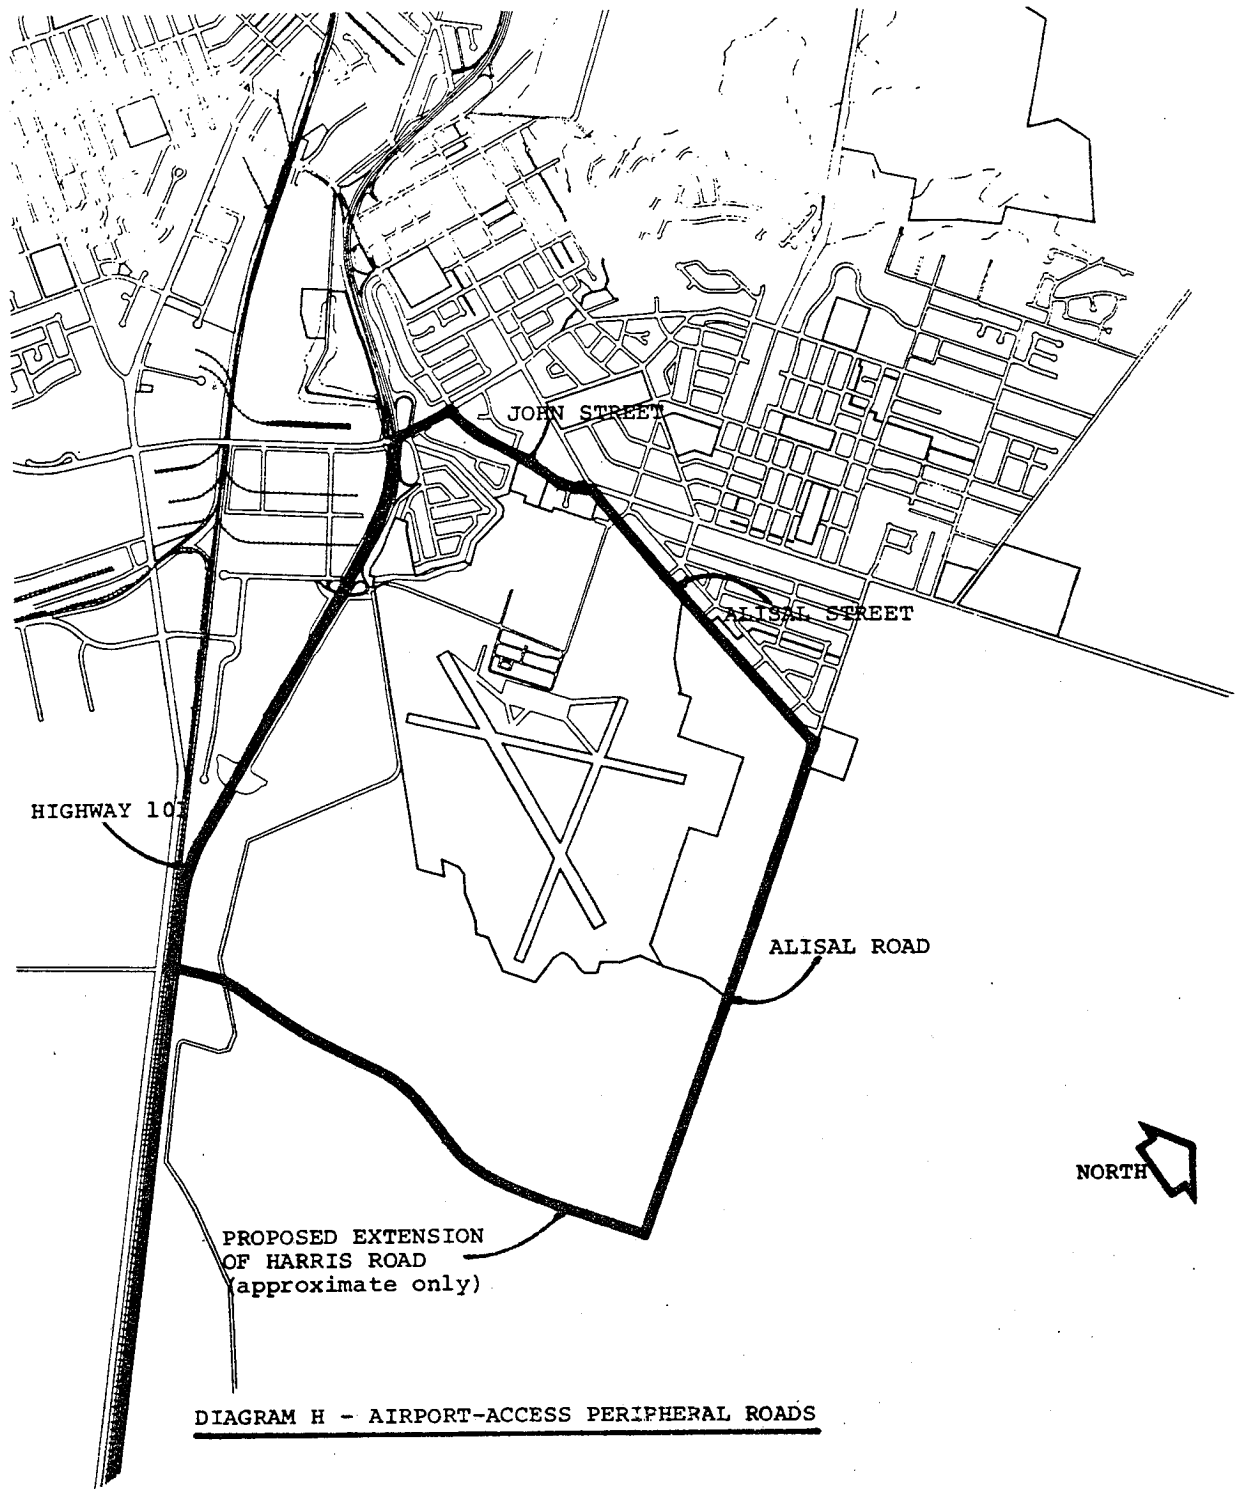 JOHN STREET
ALISAL STREET
HIGHWAY 101
ALISAL ROAD
NORTH
PROPOSED EXTENSION
OF HARRIS ROAD
(approximate only)
DIAGRAM H - AIRPORT-ACCESS PERIPHERAL ROADS